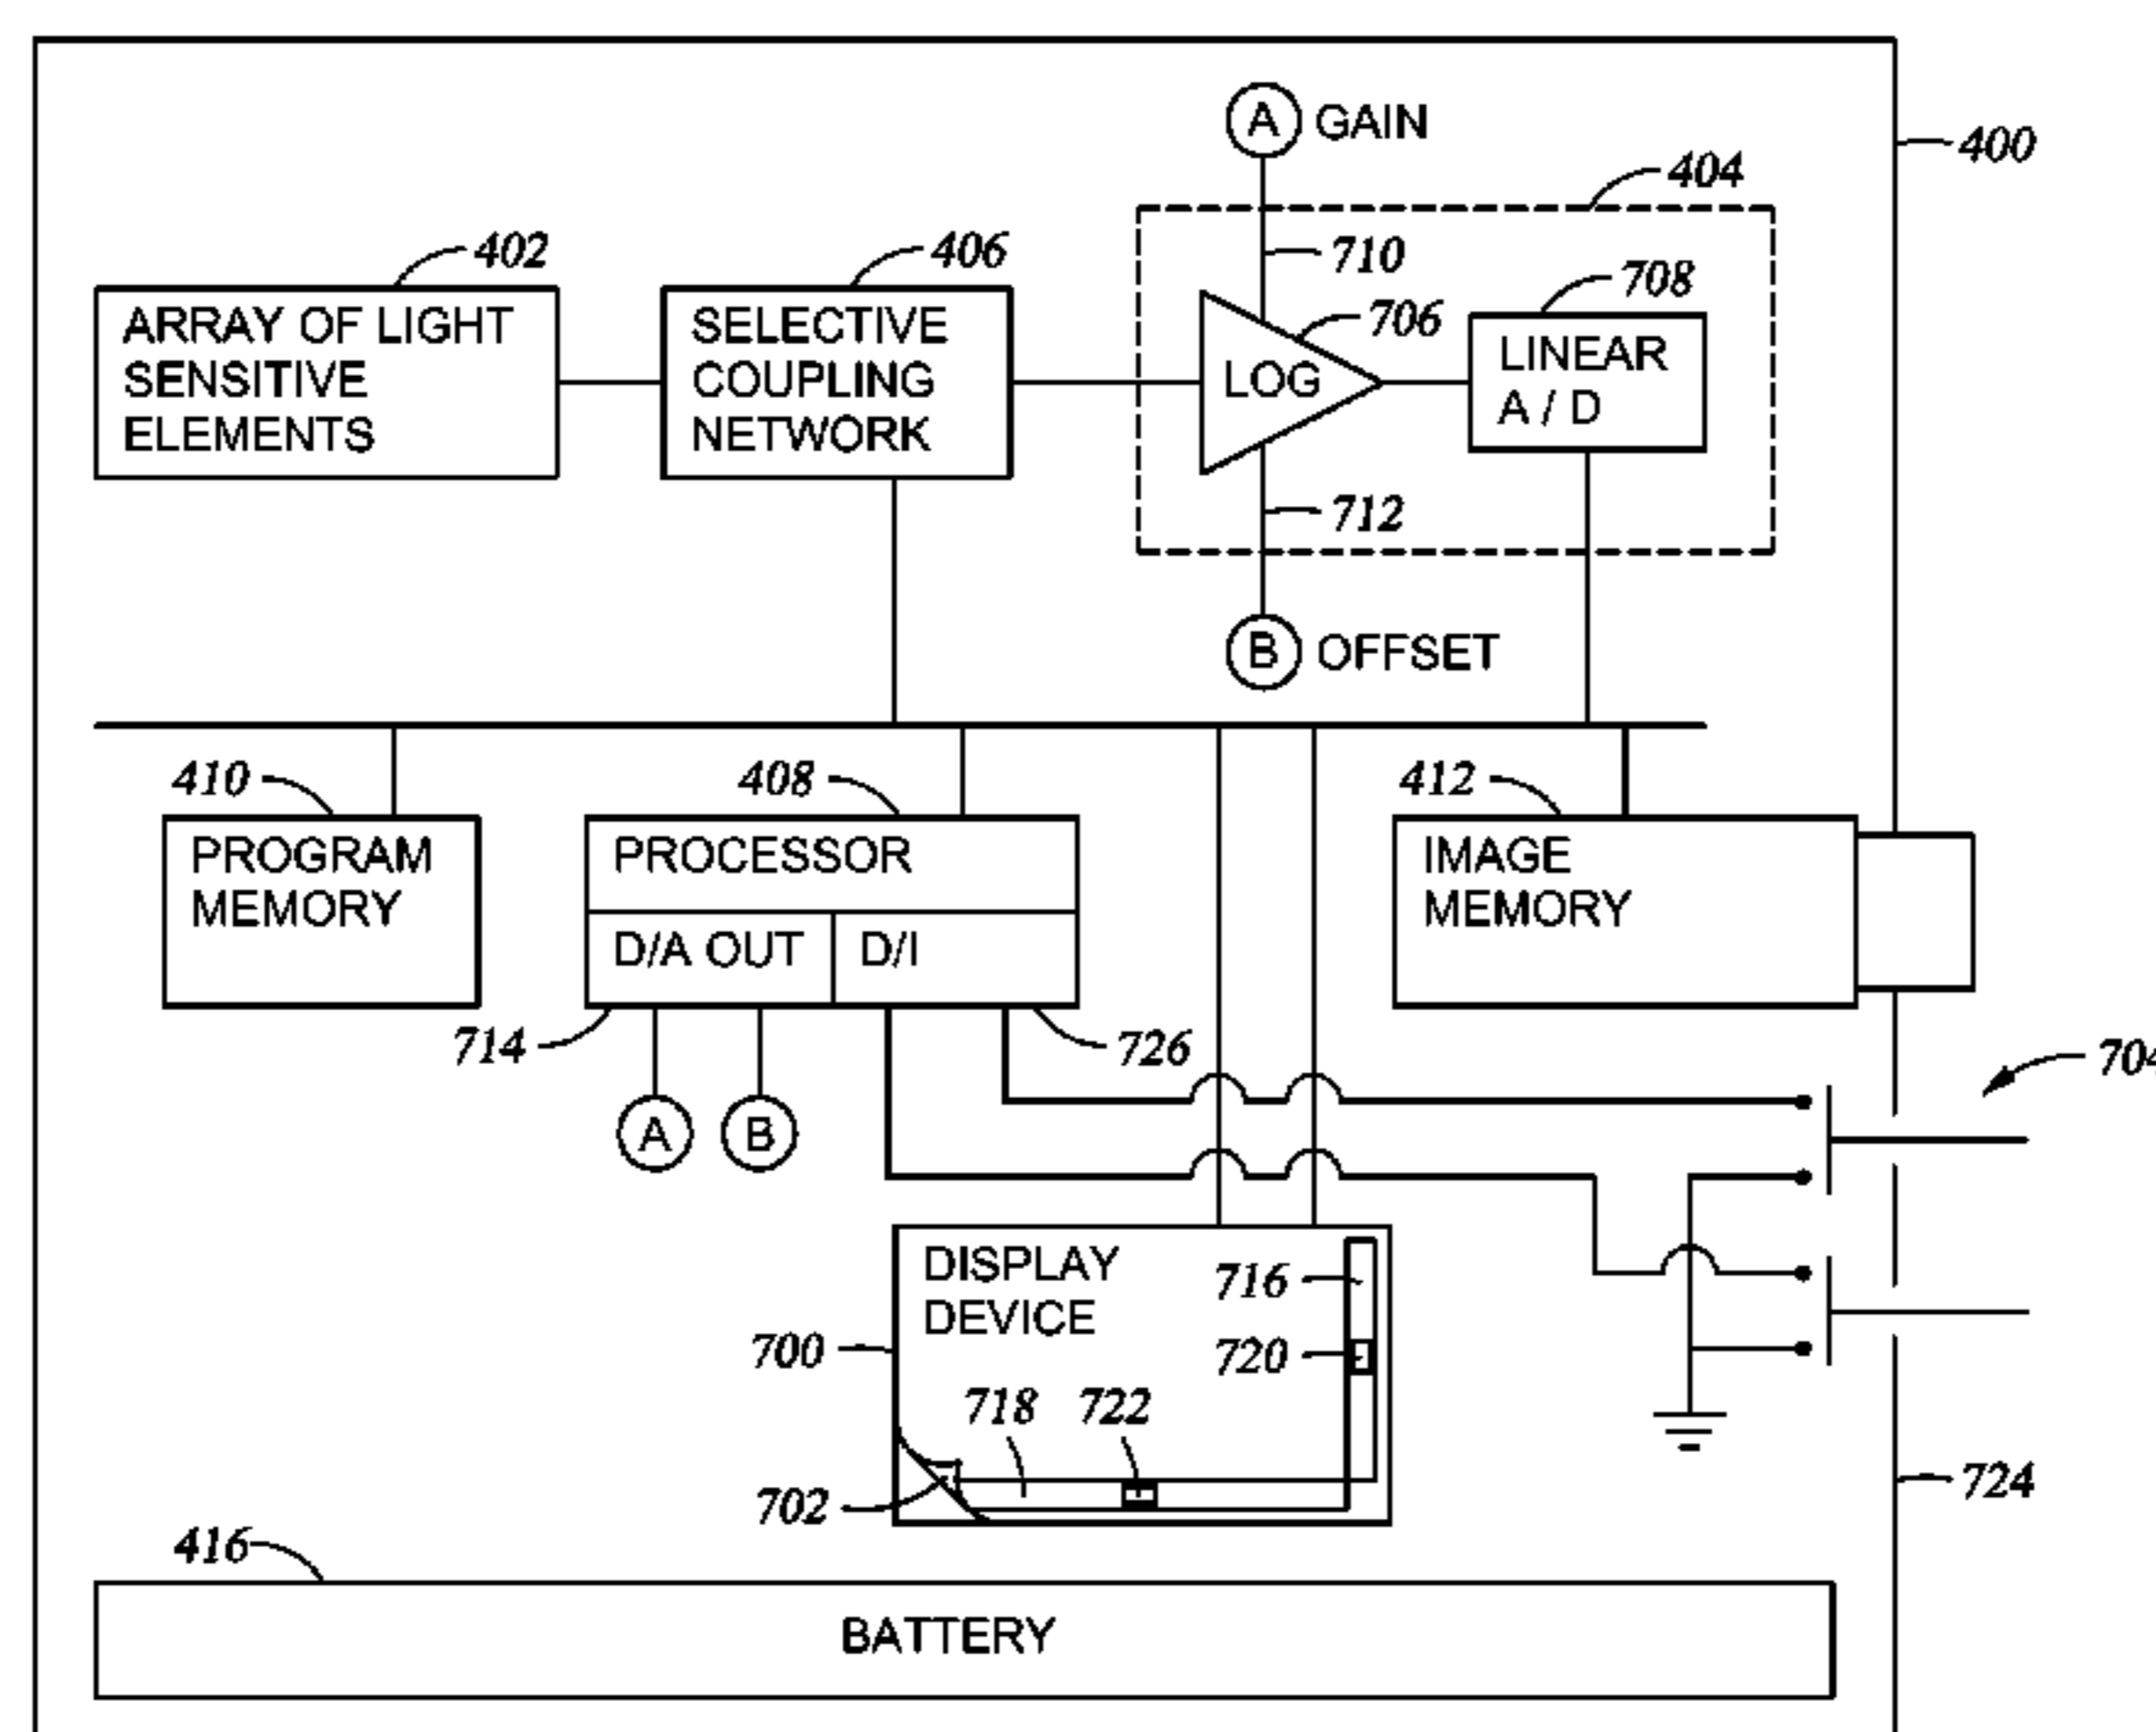 A GAIN
400
404
402
406
710
708
706
ARRAY OF LIGHT
SENSITIVE
ELEMENTS
SELECTIVE
COUPLING
NETWORK
LOG
LINEAR
A / D
712
B OFFSET
410
408
412
PROGRAM
MEMORY
PROCESSOR
D/A OUT
D/I
IMAGE
MEMORY
714
726
704
A
B
DISPLAY
DEVICE
716
700
720
718
722
702
724
416
BATTERY